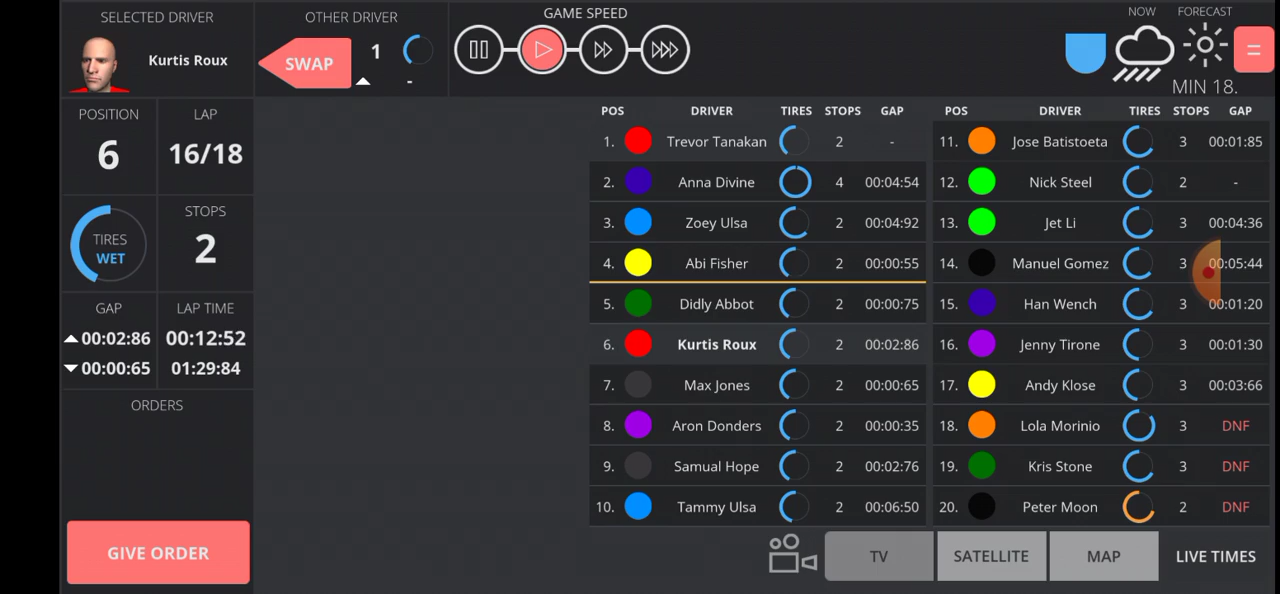 SELECTED DRIVER
Kurtis Roux
OTHER DRIVER
SWAP
1
-
GAME SPEED
NOW
FORECAST
MIN 18.
POSITION
6
LAP
16/18
TIRES
WET
STOPS
2
GAP
00:02:86
00:00:65
LAP TIME
00:12:52
01:29:84
ORDERS
GIVE ORDER
POS DRIVER TIRES STOPS GAP
1. Trevor Tanakan 2 -
2. Anna Divine 4 00:04:54
3. Zoey Ulsa 2 00:04:92
4. Abi Fisher 2 00:00:55
5. Didly Abbot 2 00:00:75
6. Kurtis Roux 2 00:02:86
7. Max Jones 2 00:00:65
8. Aron Donders 2 00:00:35
9. Samual Hope 2 00:02:76
10. Tammy Ulsa 2 00:06:50
POS DRIVER TIRES STOPS GAP
11. Jose Batistoeta 3 00:01:85
12. Nick Steel 2 -
13. Jet Li 3 00:04:36
14. Manuel Gomez 3 00:05:44
15. Han Wench 3 00:01:20
16. Jenny Tirone 3 00:01:30
17. Andy Klose 3 00:03:66
18. Lola Morinio 3 DNF
19. Kris Stone 3 DNF
20. Peter Moon 2 DNF
TV
SATELLITE
MAP
LIVE TIMES